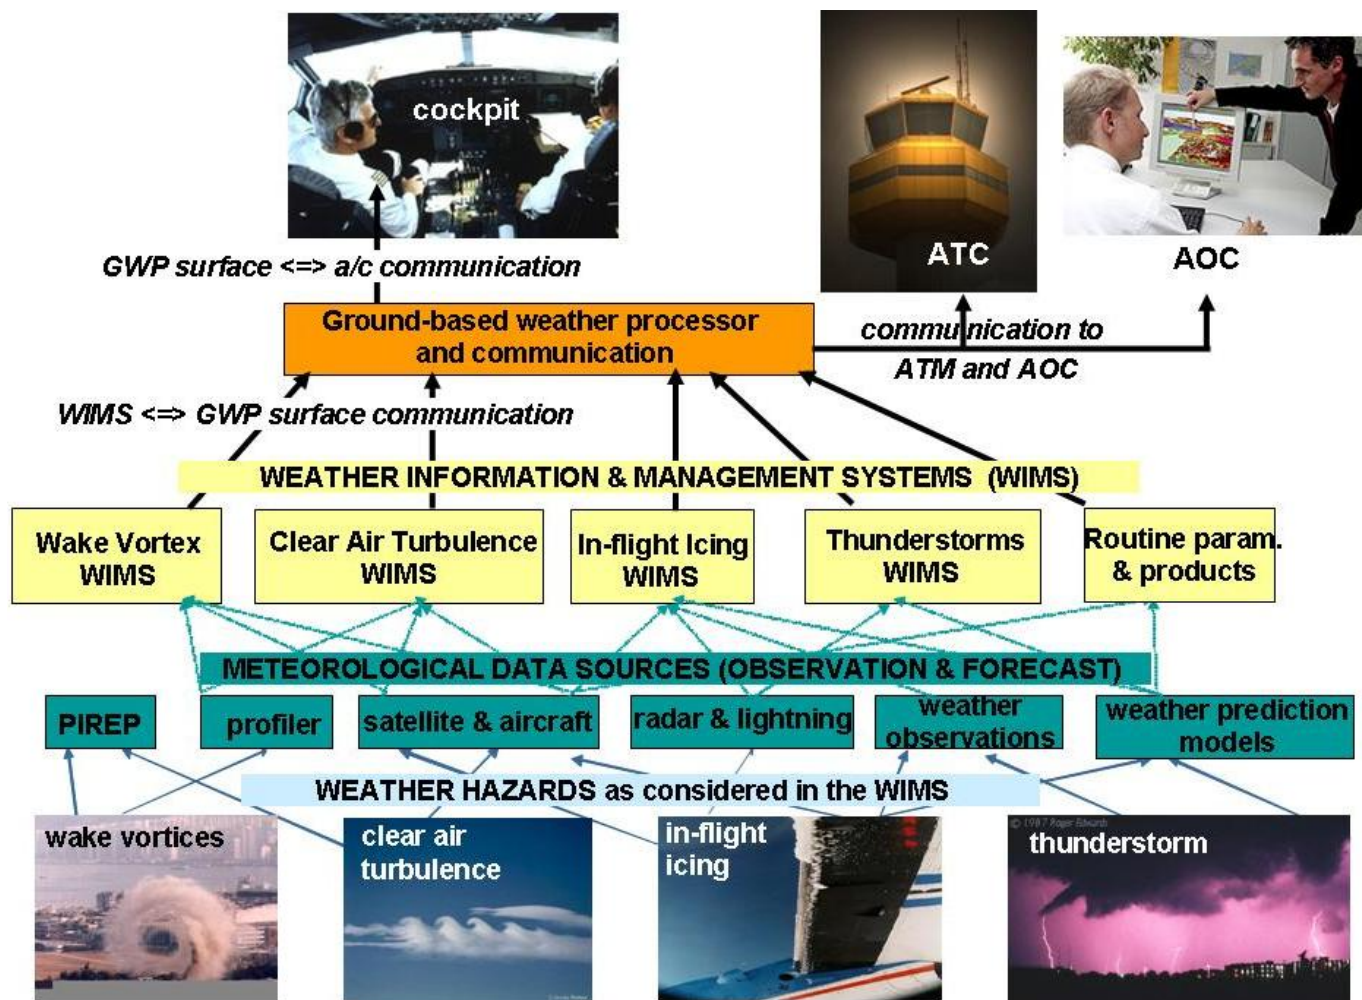 cockpit
ATC
AOC
GWP surface <=> a/c communication
Ground-based weather processor
and communication
communication to
ATM and AOC
WIMS <=> GWP surface communication
WEATHER INFORMATION & MANAGEMENT SYSTEMS (WIMS)
Wake Vortex
WIMS
Clear Air Turbulence
WIMS
In-flight Icing
WIMS
Thunderstorms
WIMS
Routine param.
& products
METEOROLOGICAL DATA SOURCES (OBSERVATION & FORECAST)
PIREP
profiler
satellite & aircraft
radar & lightning
weather
observations
weather prediction
models
WEATHER HAZARDS as considered in the WIMS
wake vortices
clear air
turbulence
in-flight
icing
© 1987 Roger Edwards
thunderstorm